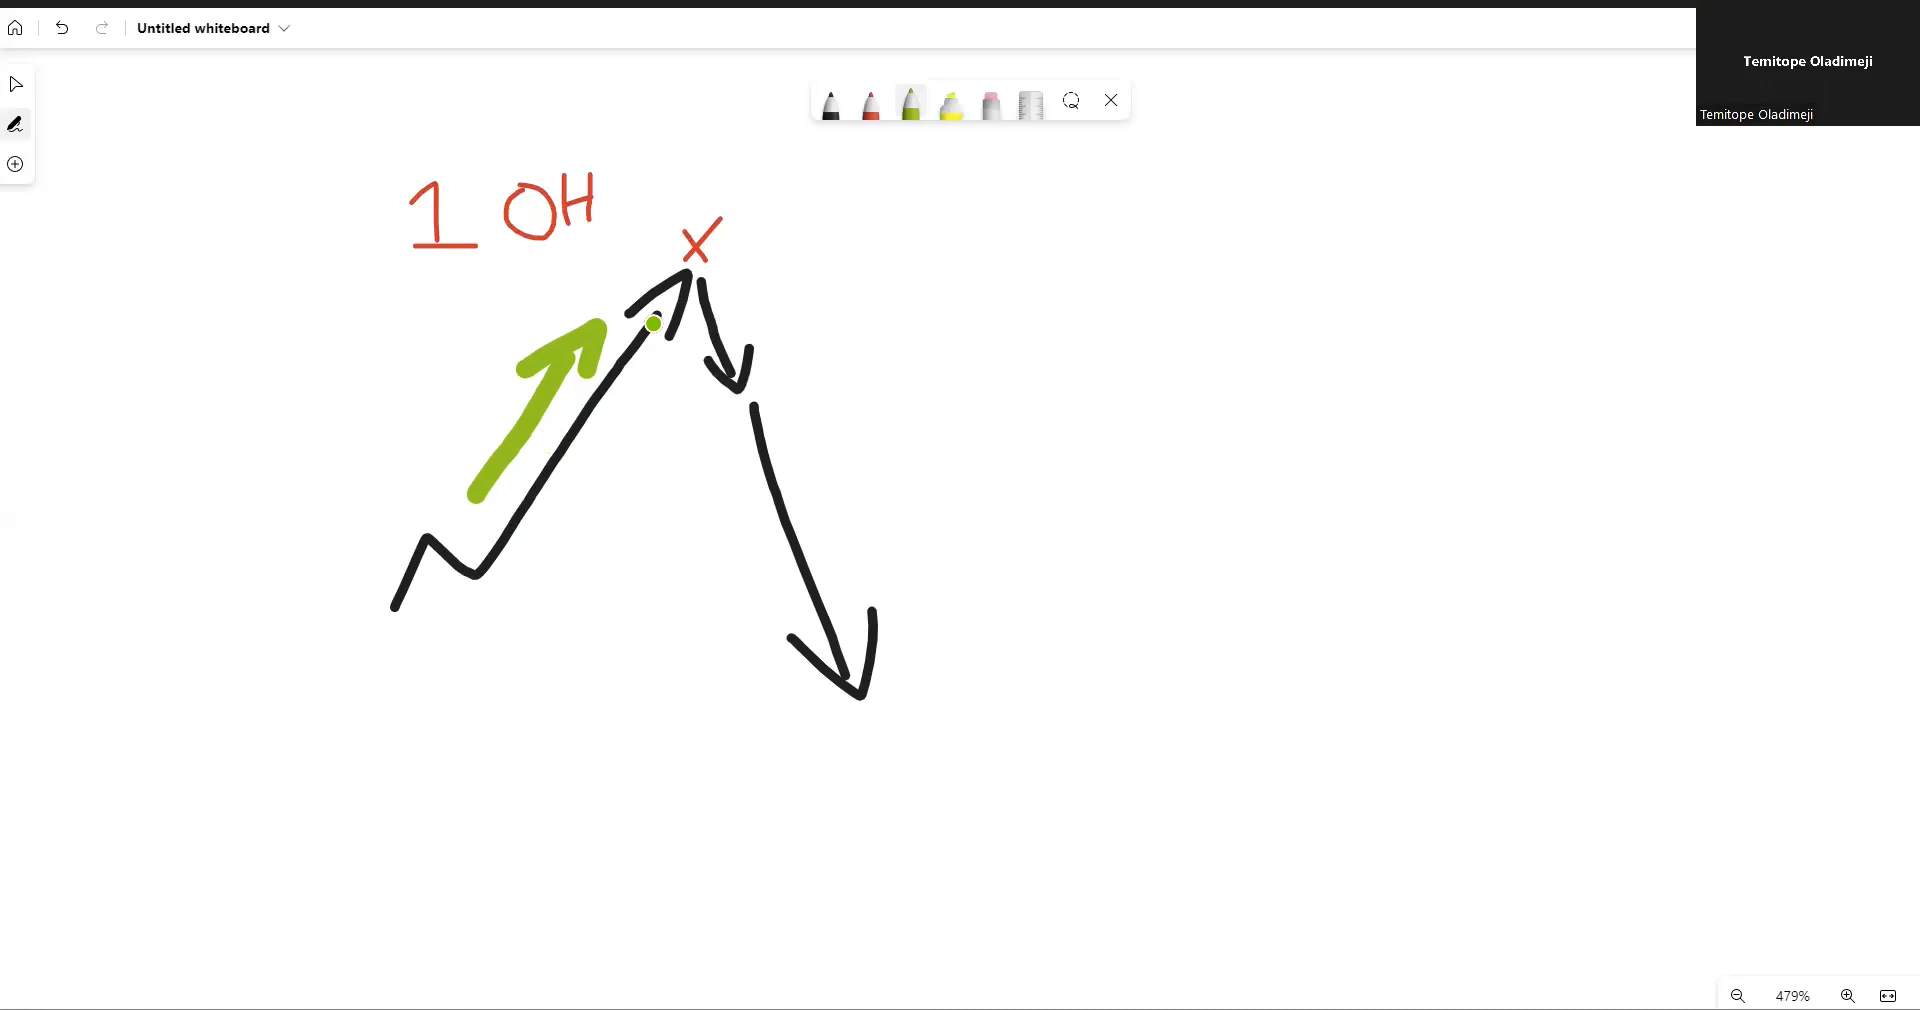 Untitled whiteboard
Temitope Oladimeji
Temitope Oladimeji
1 OH
X
479%